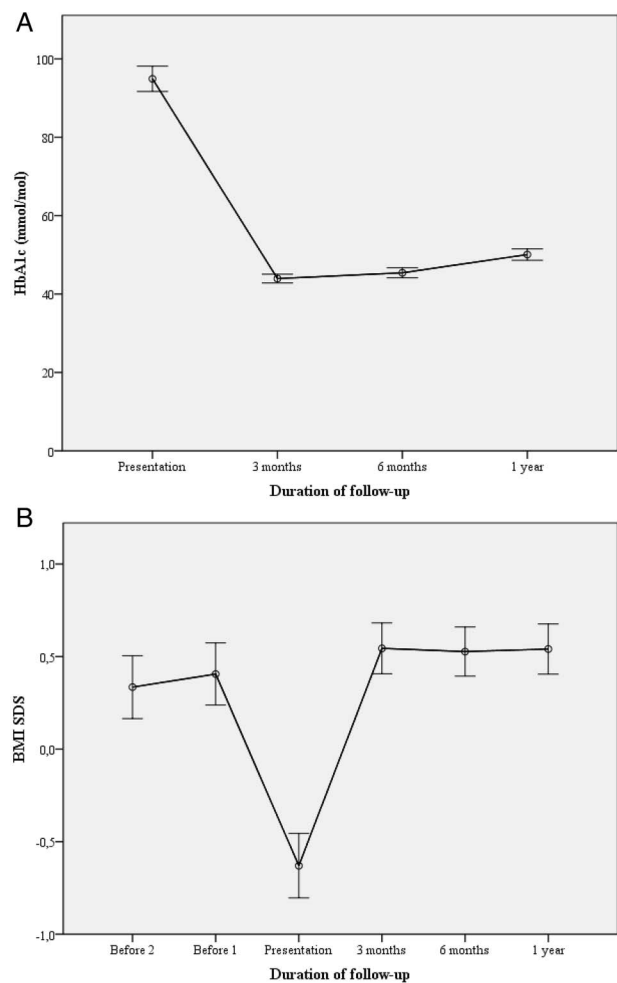 A
100
80
60
40
20
0
HbA1c (mmol/mol)
Presentation 3 months 6 months 1 year
Duration of follow-up
B
1,0
0,5
0,0
-0,5
-1,0
BMI SDS
Before 2 Before 1 Presentation 3 months 6 months 1 year
Duration of follow-up